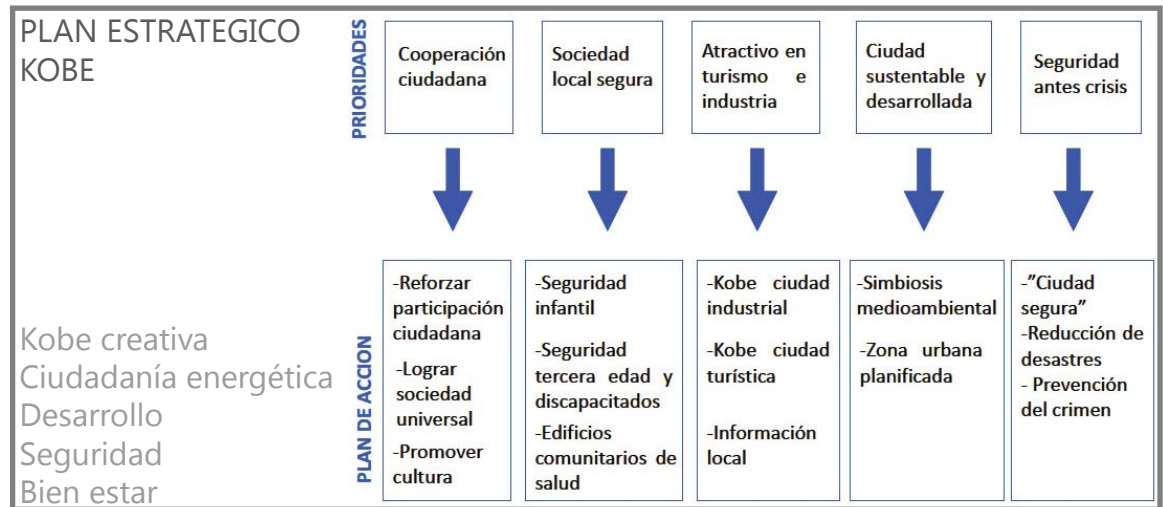 PLAN ESTRATEGICO
KOBE
PRIORIDADES
Cooperación
ciudadana
Sociedad
local segura
Atractivo en
turismo e
industria
Ciudad
sustentable y
desarrollada
Seguridad
antes crisis
Kobe creativa
Ciudadanía energética
Desarrollo
Seguridad
Bien estar
PLAN DE ACCION
-Reforzar
participación
ciudadana
-Lograr
sociedad
universal
-Promover
cultura
-Seguridad
infantil
-Seguridad
tercera edad y
discapacitados
-Edificios
comunitarios de
salud
-Kobe ciudad
industrial
-Kobe ciudad
turística
-Información
local
-Simbiosis
medioambiental
-Zona urbana
planificada
-"Ciudad
segura"
-Reducción de
desastres
- Prevención
del crimen